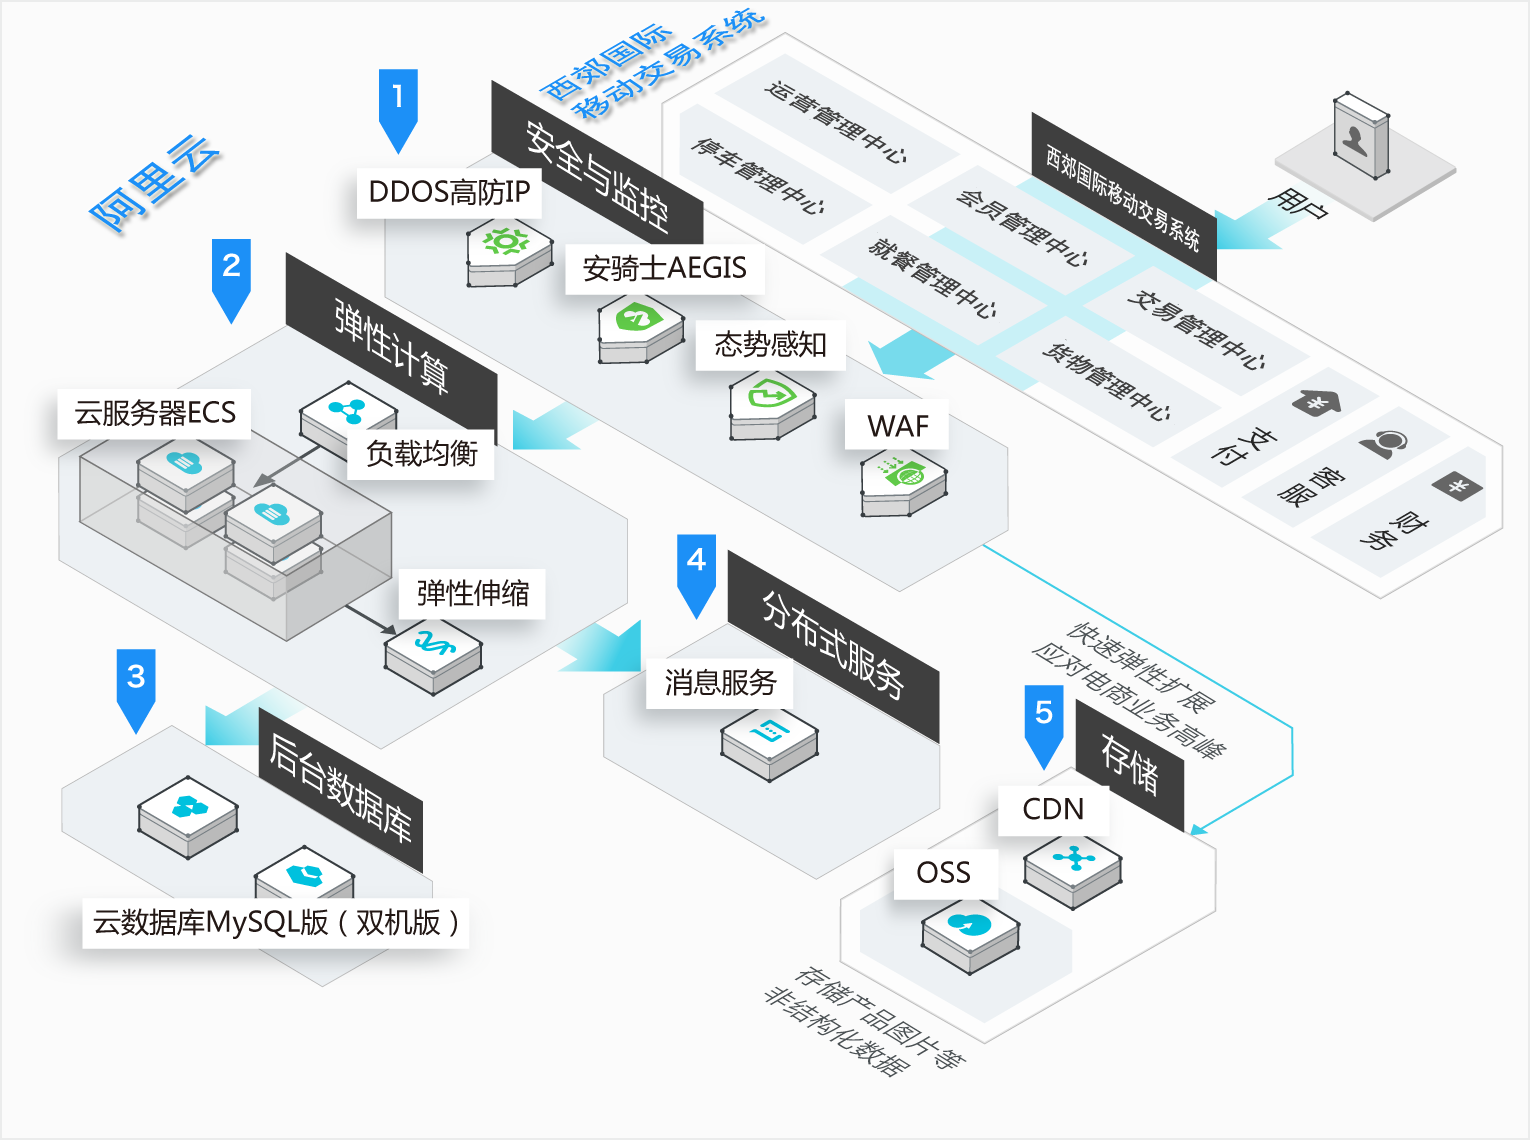 西郊国际
移动交易系统
阿里云
1
安全与监控
DDOS高防IP
安骑士AEGIS
态势感知
WAF
运营管理中心
停车管理中心
会员管理中心
就餐管理中心
交易管理中心
货物管理中心
西郊国际移动交易系统
用户
支付
客服
财务
2
弹性计算
云服务器ECS
负载均衡
弹性伸缩
3
后台数据库
云数据库MySQL版（双机版）
4
分布式服务
消息服务
快速弹性扩展
应对电商业务高峰
5
存储
CDN
OSS
存储产品图片等
非结构化数据